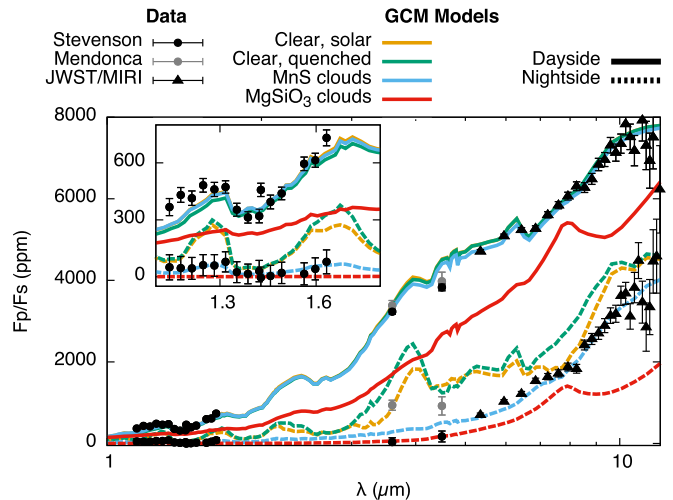 Data
GCM Models
Stevenson
Mendonca
JWST/MIRI
Clear, solar
Clear, quenched
MnS clouds
MgSiO₃ clouds
Dayside
Nightside
8000
6000
4000
2000
0
Fp/Fs (ppm)
600
300
0
1.3
1.6
1
10
λ (μm)